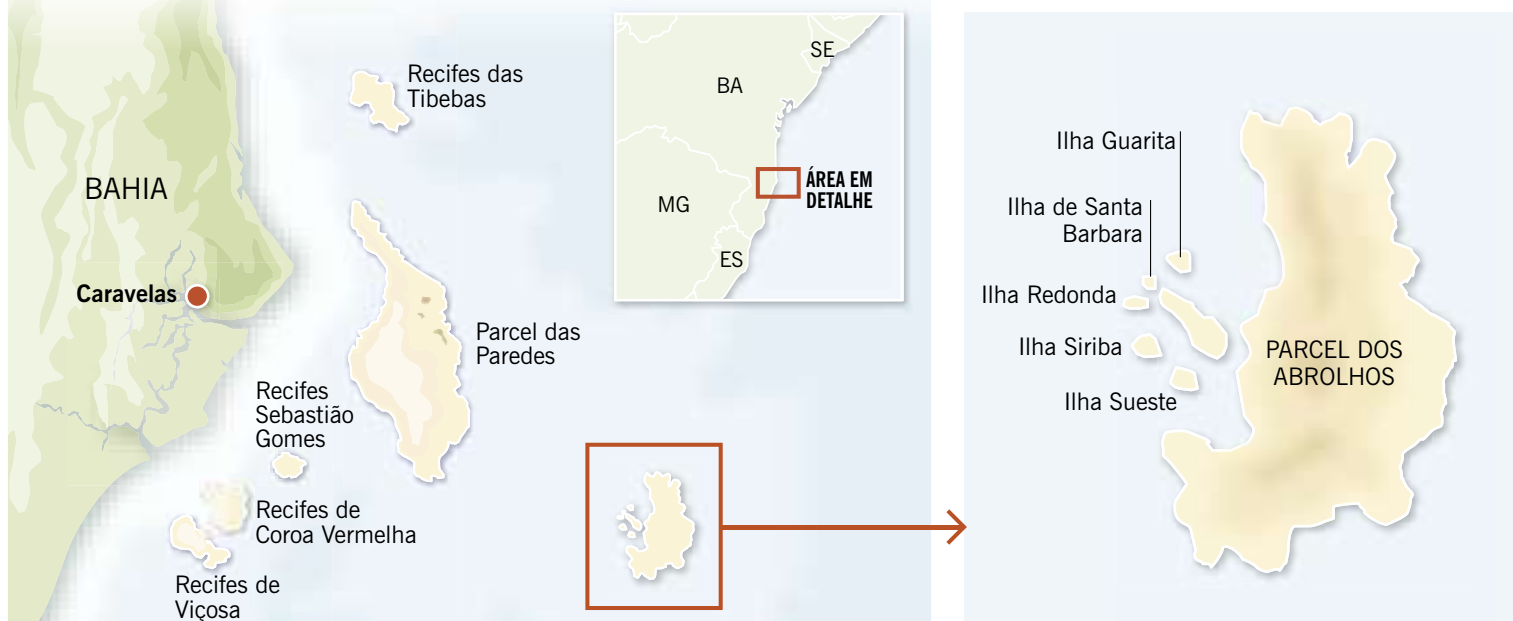 Recifes das
Tibebas
BAHIA
Caravelas
Parcel das
Paredes
Recifes
Sebastião
Gomes
Recifes de
Coroa Vermelha
Recifes de
Viçosa
SE
BA
ÁREA EM
DETALHE
MG
ES
Ilha Guarita
Ilha de Santa
Barbara
Ilha Redonda
Ilha Siriba
Ilha Sueste
PARCEL DOS
ABROLHOS